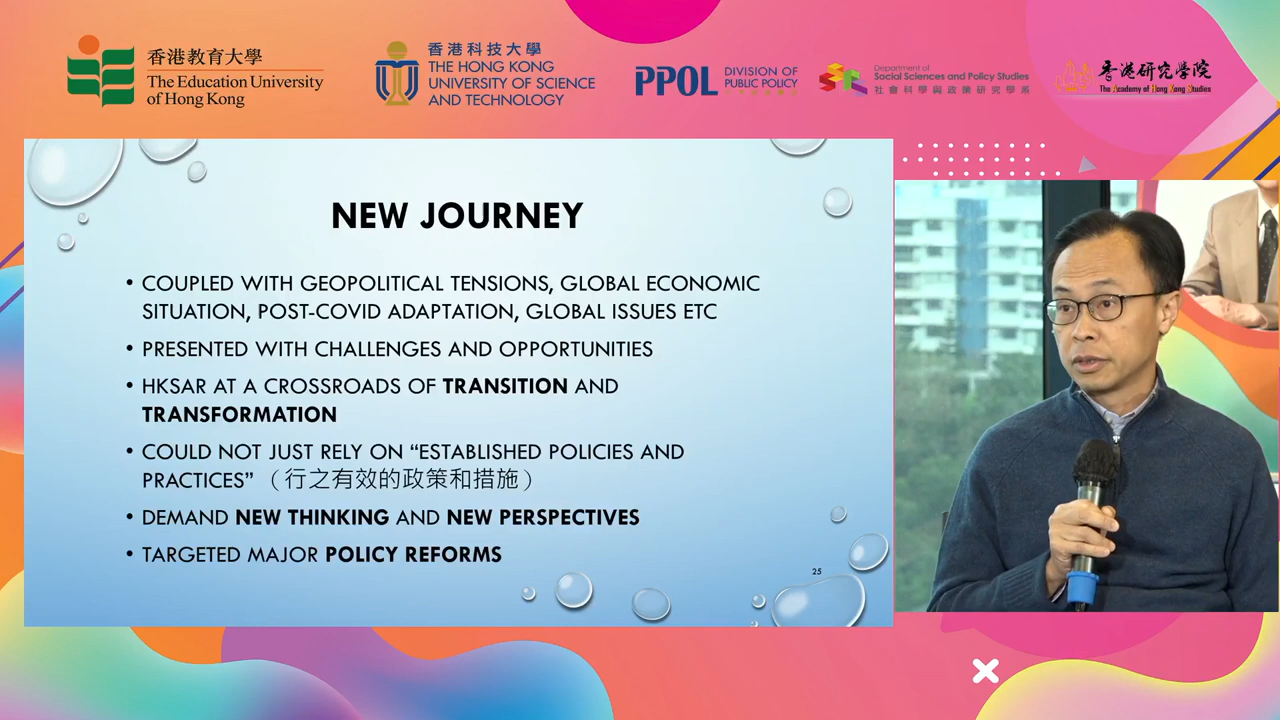 香港教育大學
The Education University
of Hong Kong
香港科技大學
THE HONG KONG
UNIVERSITY OF SCIENCE
AND TECHNOLOGY
PPOL
DIVISION OF
PUBLIC POLICY
Department of
Social Sciences and Policy Studies
社會科學與政策研究學系
香港研究學院
The Academy of Hong Kong Studies
NEW JOURNEY
• COUPLED WITH GEOPOLITICAL TENSIONS, GLOBAL ECONOMIC
SITUATION, POST-COVID ADAPTATION, GLOBAL ISSUES ETC
• PRESENTED WITH CHALLENGES AND OPPORTUNITIES
• HKSAR AT A CROSSROADS OF TRANSITION AND
TRANSFORMATION
• COULD NOT JUST RELY ON “ESTABLISHED POLICIES AND
PRACTICES” （行之有效的政策和措施）
• DEMAND NEW THINKING AND NEW PERSPECTIVES
• TARGETED MAJOR POLICY REFORMS
25